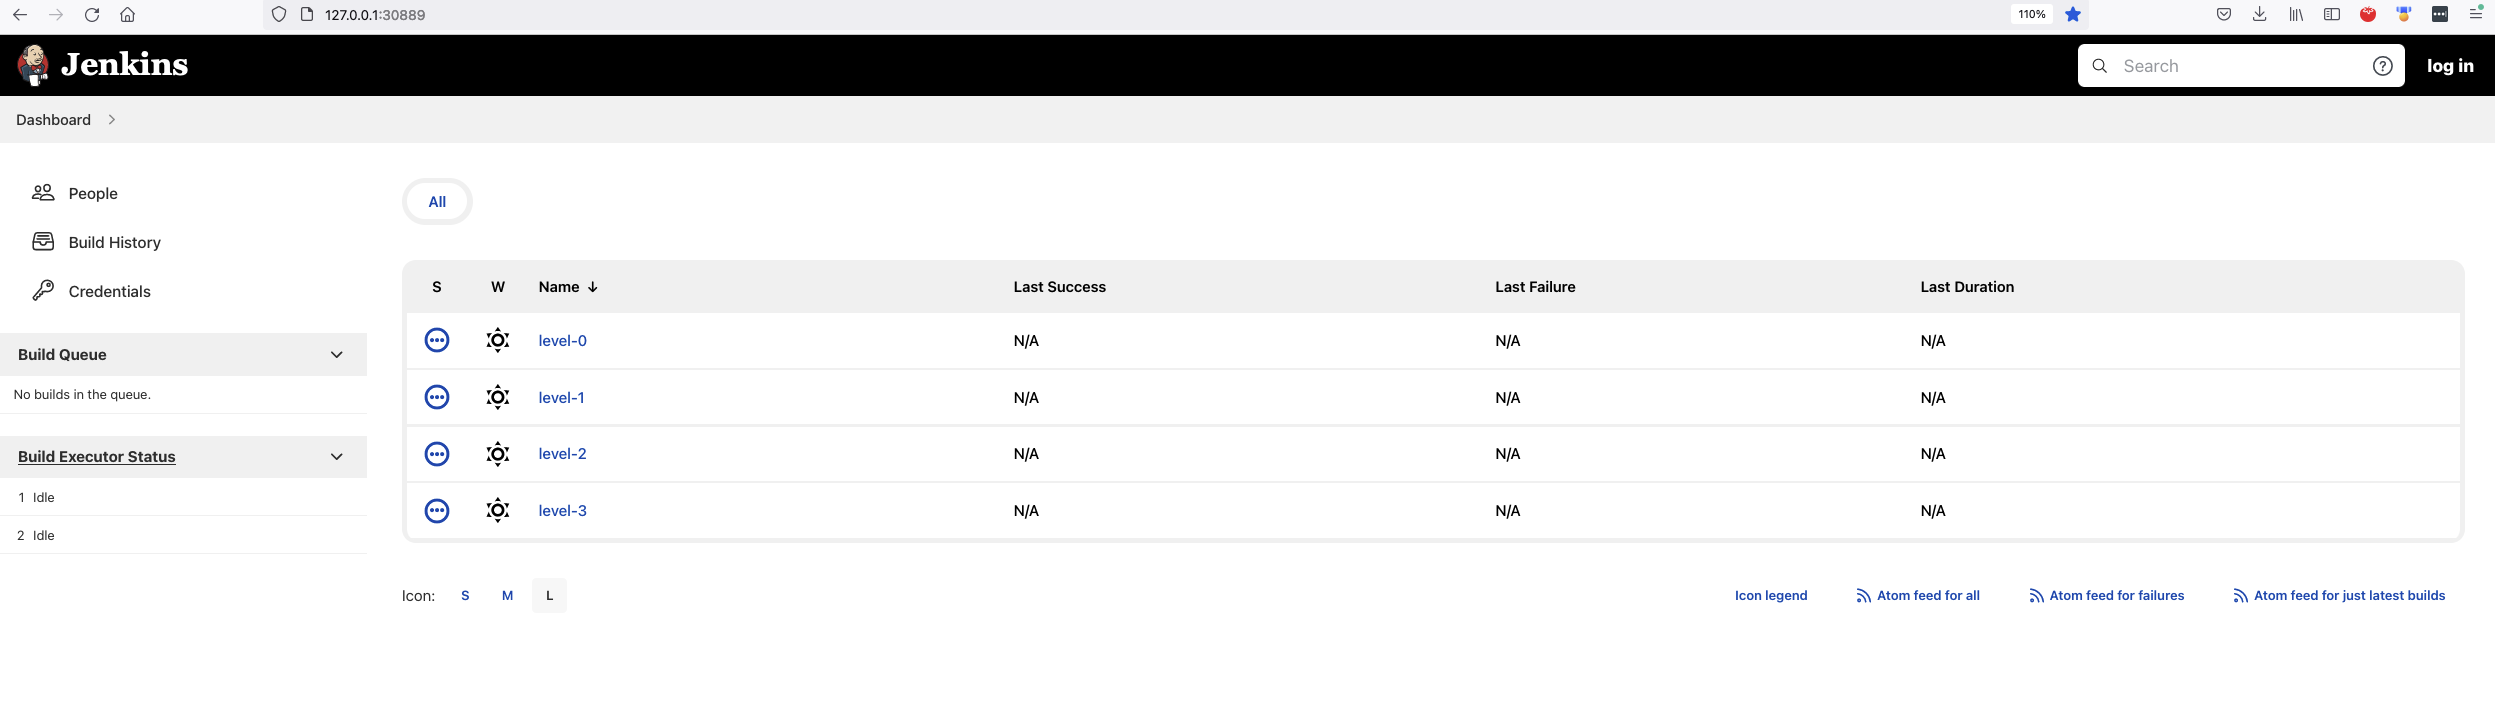 127.0.0.1:30889
110%
Jenkins
Search
log in
Dashboard
People
Build History
Credentials
Build Queue
No builds in the queue.
Build Executor Status
1 Idle
2 Idle
All
S W Name ↓ Last Success Last Failure Last Duration
level-0 N/A N/A N/A
level-1 N/A N/A N/A
level-2 N/A N/A N/A
level-3 N/A N/A N/A
Icon: S M L
Icon legend Atom feed for all Atom feed for failures Atom feed for just latest builds